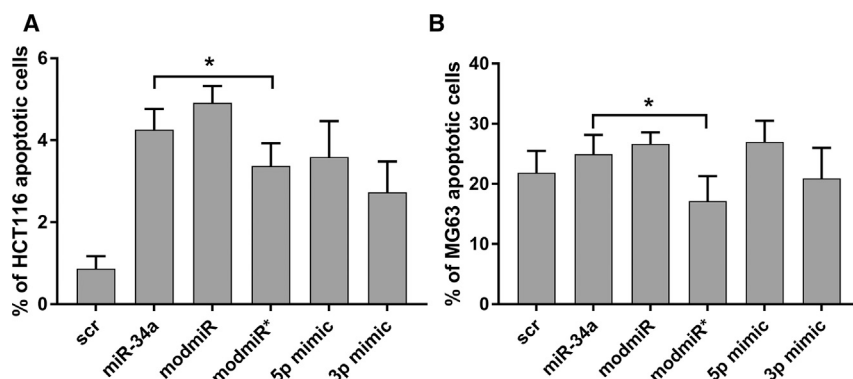 A
% of HCT116 apoptotic cells
6
4
2
0
*
scr
miR-34a
modmiR
modmiR*
5p mimic
3p mimic
B
% of MG63 apoptotic cells
40
30
20
10
0
*
scr
miR-34a
modmiR
modmiR*
5p mimic
3p mimic